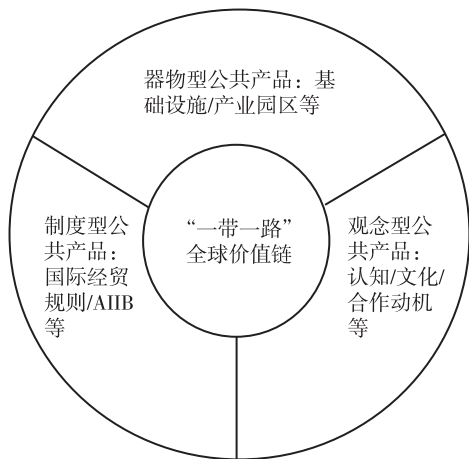 器物型公共产品：基
础设施/产业园区等
制度型公
共产品：
国际经贸
规则/AIIB
等
“一带一路”
全球价值链
观念型公
共产品：
认知/文化/
合作动机
等